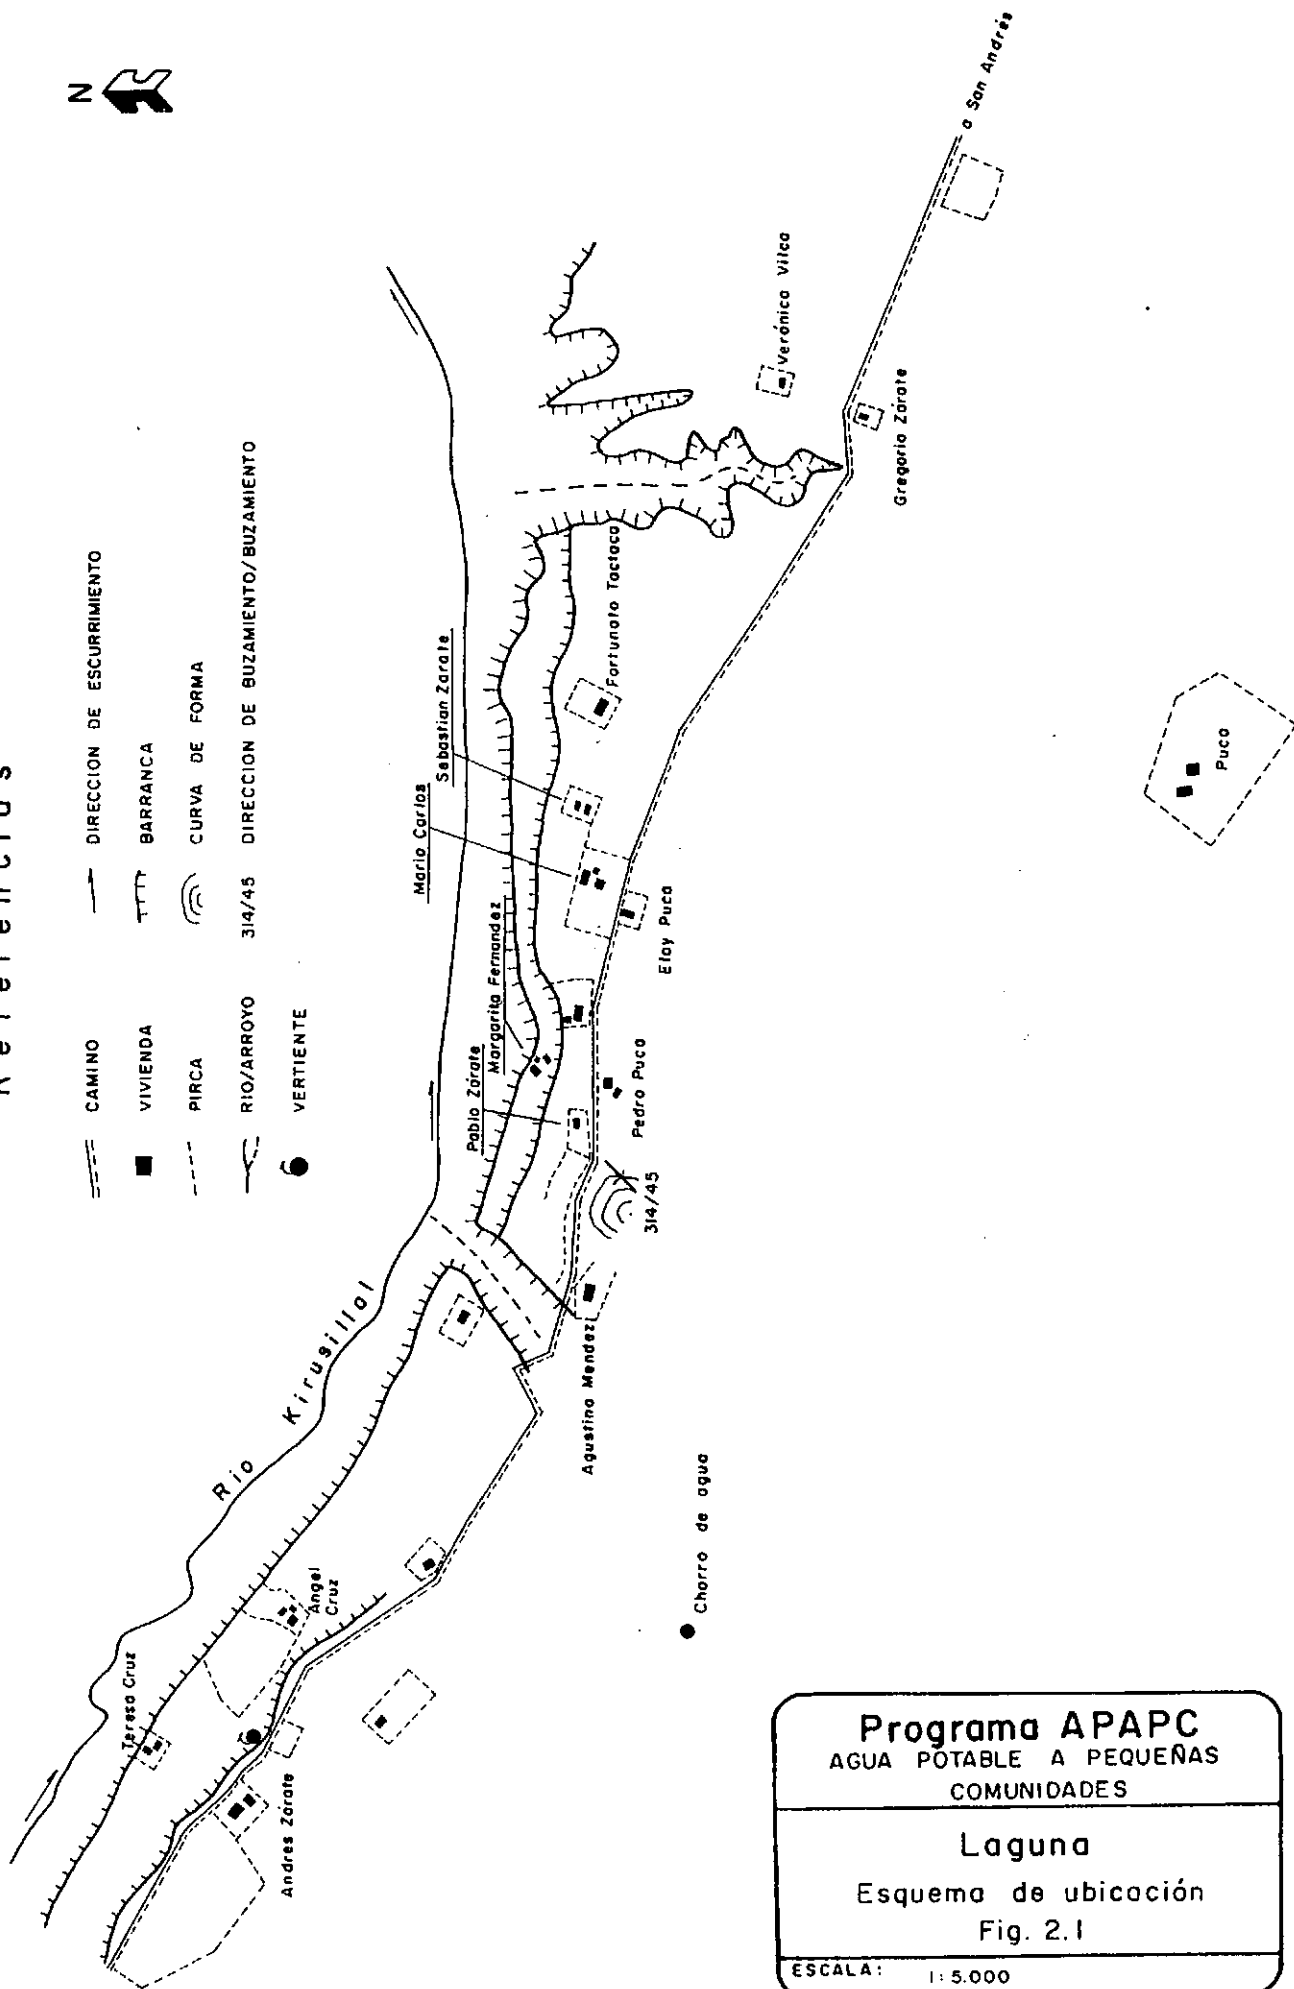 Referencias
CAMINO
DIRECCION DE ESCURRIMIENTO
VIVIENDA
BARRANCA
PIRCA
CURVA DE FORMA
RIO/ARROYO
314/45 DIRECCION DE BUZAMIENTO/BUZAMIENTO
VERTIENTE
N
Rio Kirusillal
Teresa Cruz
Angel
Cruz
Andres Zárate
Agustina Mendez
Chorro de agua
314/45
Pablo Zárate
Margarita Fernandez
Pedro Puca
Mario Carlos
Sebastian Zarate
Eloy Puca
Fortunato Tactaca
Verónica Vilca
Gregoria Zárate
a San Andrés
Puca
Programa APAPC
AGUA POTABLE A PEQUEÑAS
COMUNIDADES
Laguna
Esquema de ubicación
Fig. 2.1
ESCALA: 1:5.000